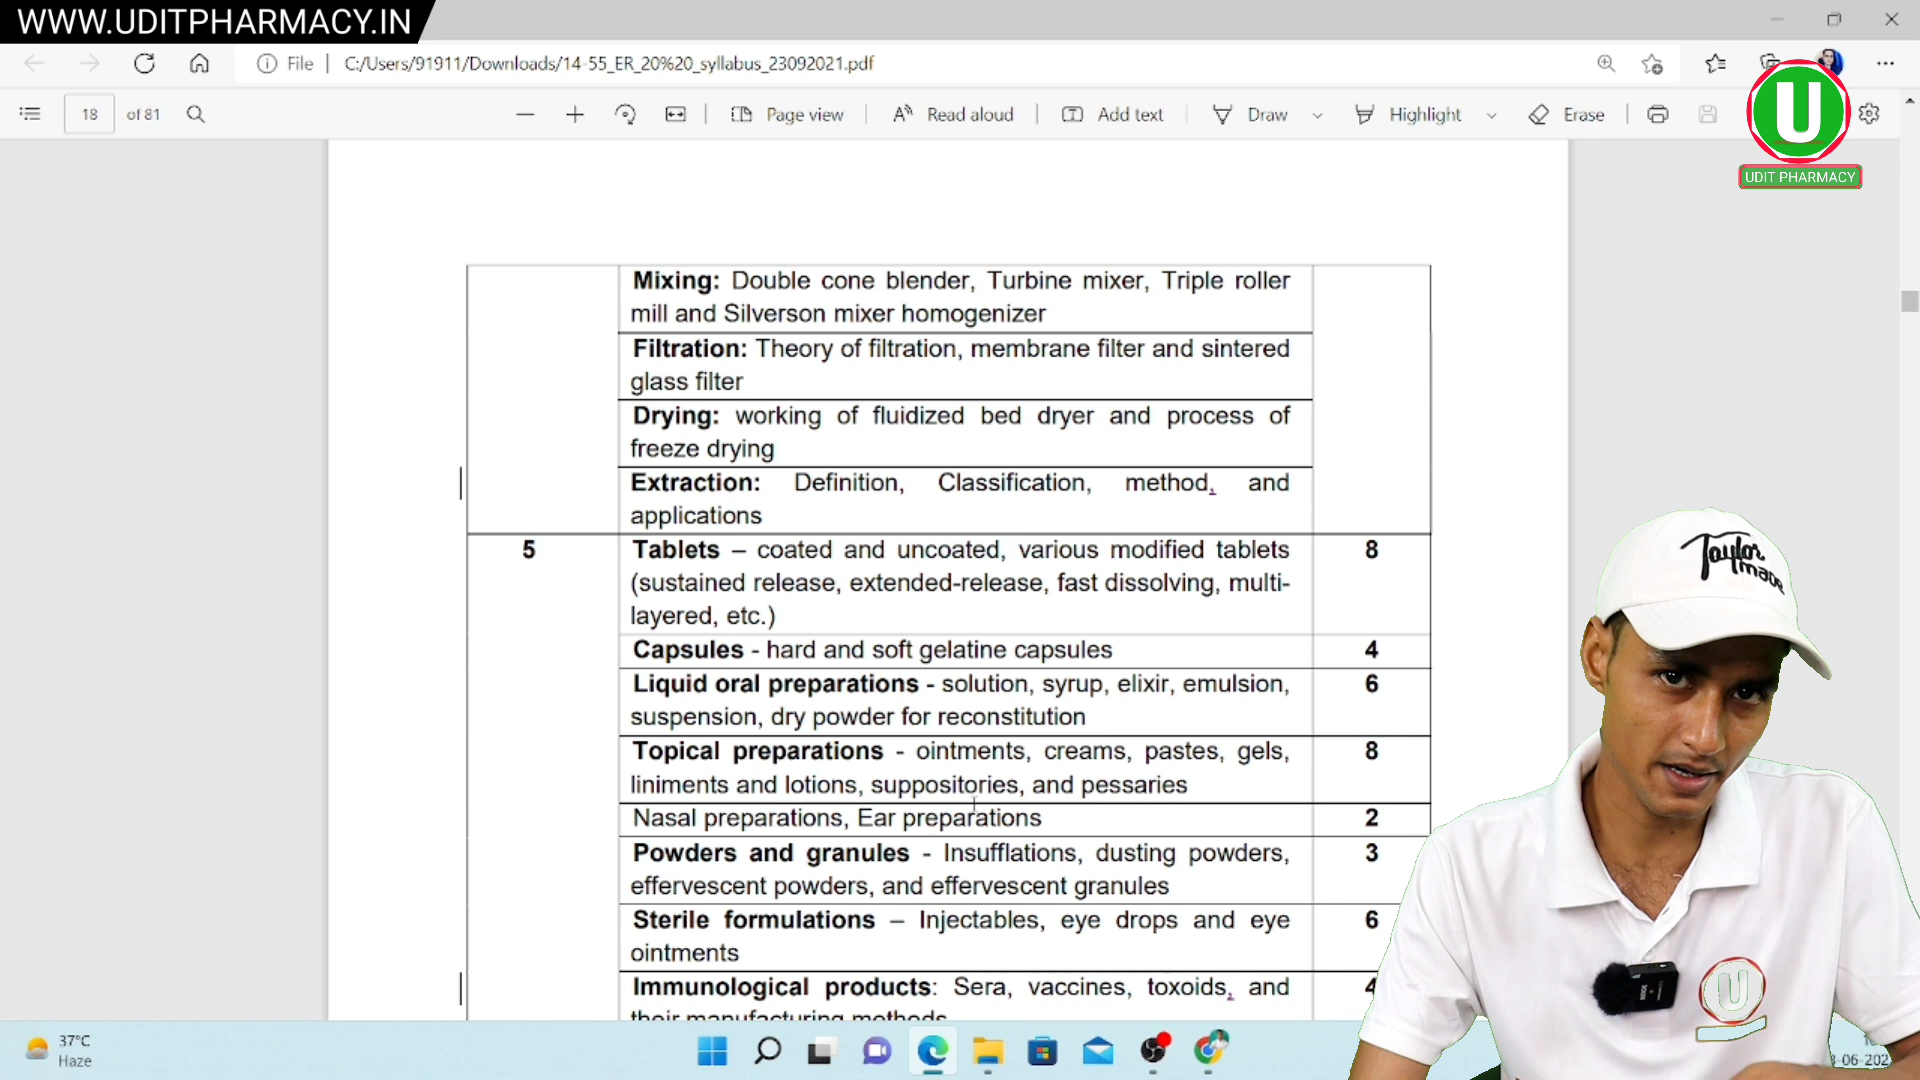 WWW.UDITPHARMACY.IN
File | C:/Users/91911/Downloads/14-55_ER_20%20_syllabus_23092021.pdf
18 of 81 Page view Read aloud Add text Draw Highlight Erase
U
UDIT PHARMACY
Mixing: Double cone blender, Turbine mixer, Triple roller
mill and Silverson mixer homogenizer
Filtration: Theory of filtration, membrane filter and sintered
glass filter
Drying: working of fluidized bed dryer and process of
freeze drying
Extraction: Definition, Classification, method, and
applications
5 Tablets – coated and uncoated, various modified tablets 8
(sustained release, extended-release, fast dissolving, multi-
layered, etc.)
Capsules - hard and soft gelatine capsules 4
Liquid oral preparations - solution, syrup, elixir, emulsion, 6
suspension, dry powder for reconstitution
Topical preparations - ointments, creams, pastes, gels, 8
liniments and lotions, suppositories, and pessaries
Nasal preparations, Ear preparations 2
Powders and granules - Insufflations, dusting powders, 3
effervescent powders, and effervescent granules
Sterile formulations – Injectables, eye drops and eye 6
ointments
Immunological products: Sera, vaccines, toxoids, and 4
their manufacturing methods
Taylor
made
RODE
U
37°C
Haze